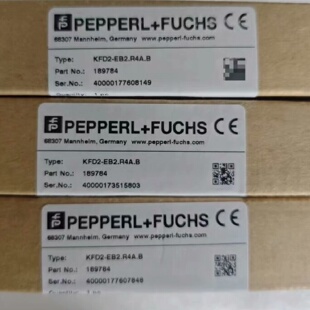 PEPPERL+FUCHS CE
68307 Mannheim, Germany www.pepperl-fuchs.com
Type: KFD2-EB2.R4A.B
Part No.: 189784
Ser.No.: 40000177608149
PEPPERL+FUCHS CE
68307 Mannheim, Germany www.pepperl-fuchs.com
Type: KFD2-EB2.R4A.B
Part No.: 189784
Ser.No.: 40000173515803
PEPPERL+FUCHS CE
68307 Mannheim, Germany www.pepperl-fuchs.com
Type: KFD2-EB2.R4A.B
Part No.: 189784
Ser.No.: